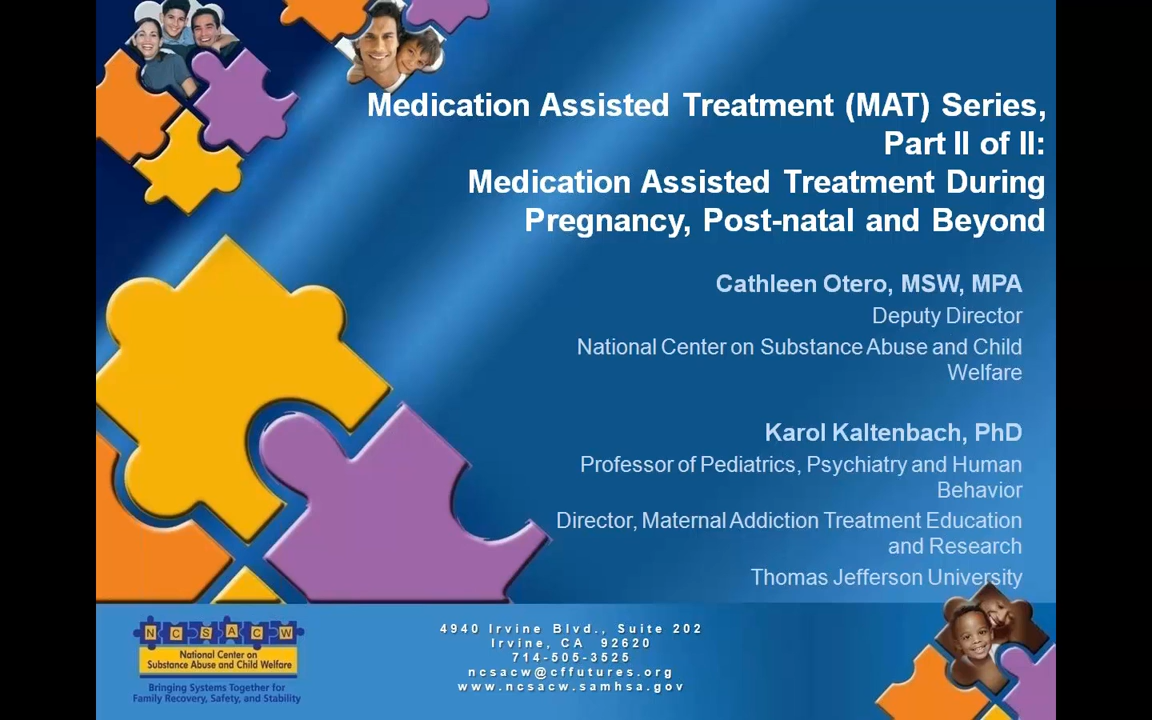 Medication Assisted Treatment (MAT) Series,
Part II of II:
Medication Assisted Treatment During
Pregnancy, Post-natal and Beyond
Cathleen Otero, MSW, MPA
Deputy Director
National Center on Substance Abuse and Child
Welfare
Karol Kaltenbach, PhD
Professor of Pediatrics, Psychiatry and Human
Behavior
Director, Maternal Addiction Treatment Education
and Research
Thomas Jefferson University
NCSACW
National Center on
Substance Abuse and Child Welfare
Bringing Systems Together for
Family Recovery, Safety, and Stability
4940 Irvine Blvd., Suite 202
Irvine, CA 92620
714-505-3525
ncsacw@cffutures.org
www.ncsacw.samhsa.gov